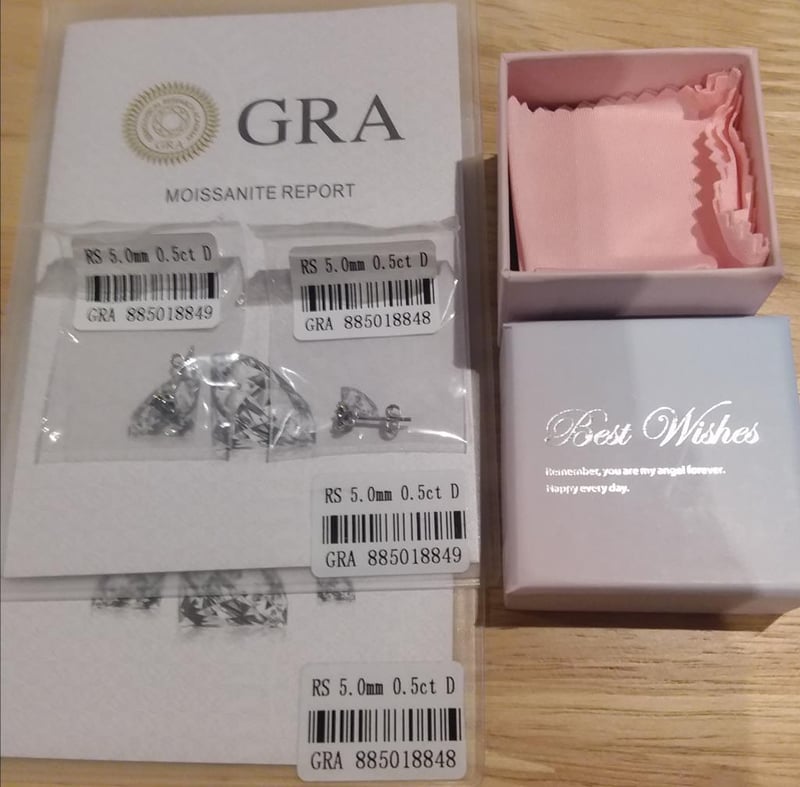 GRA
GRA
MOISSANITE REPORT
RS 5.0mm 0.5ct D
GRA 885018849
RS 5.0mm 0.5ct D
GRA 885018848
RS 5.0mm 0.5ct D
GRA 885018849
RS 5.0mm 0.5ct D
GRA 885018848
Best Wishes
Remember, you are my angel forever.
Happy every day.